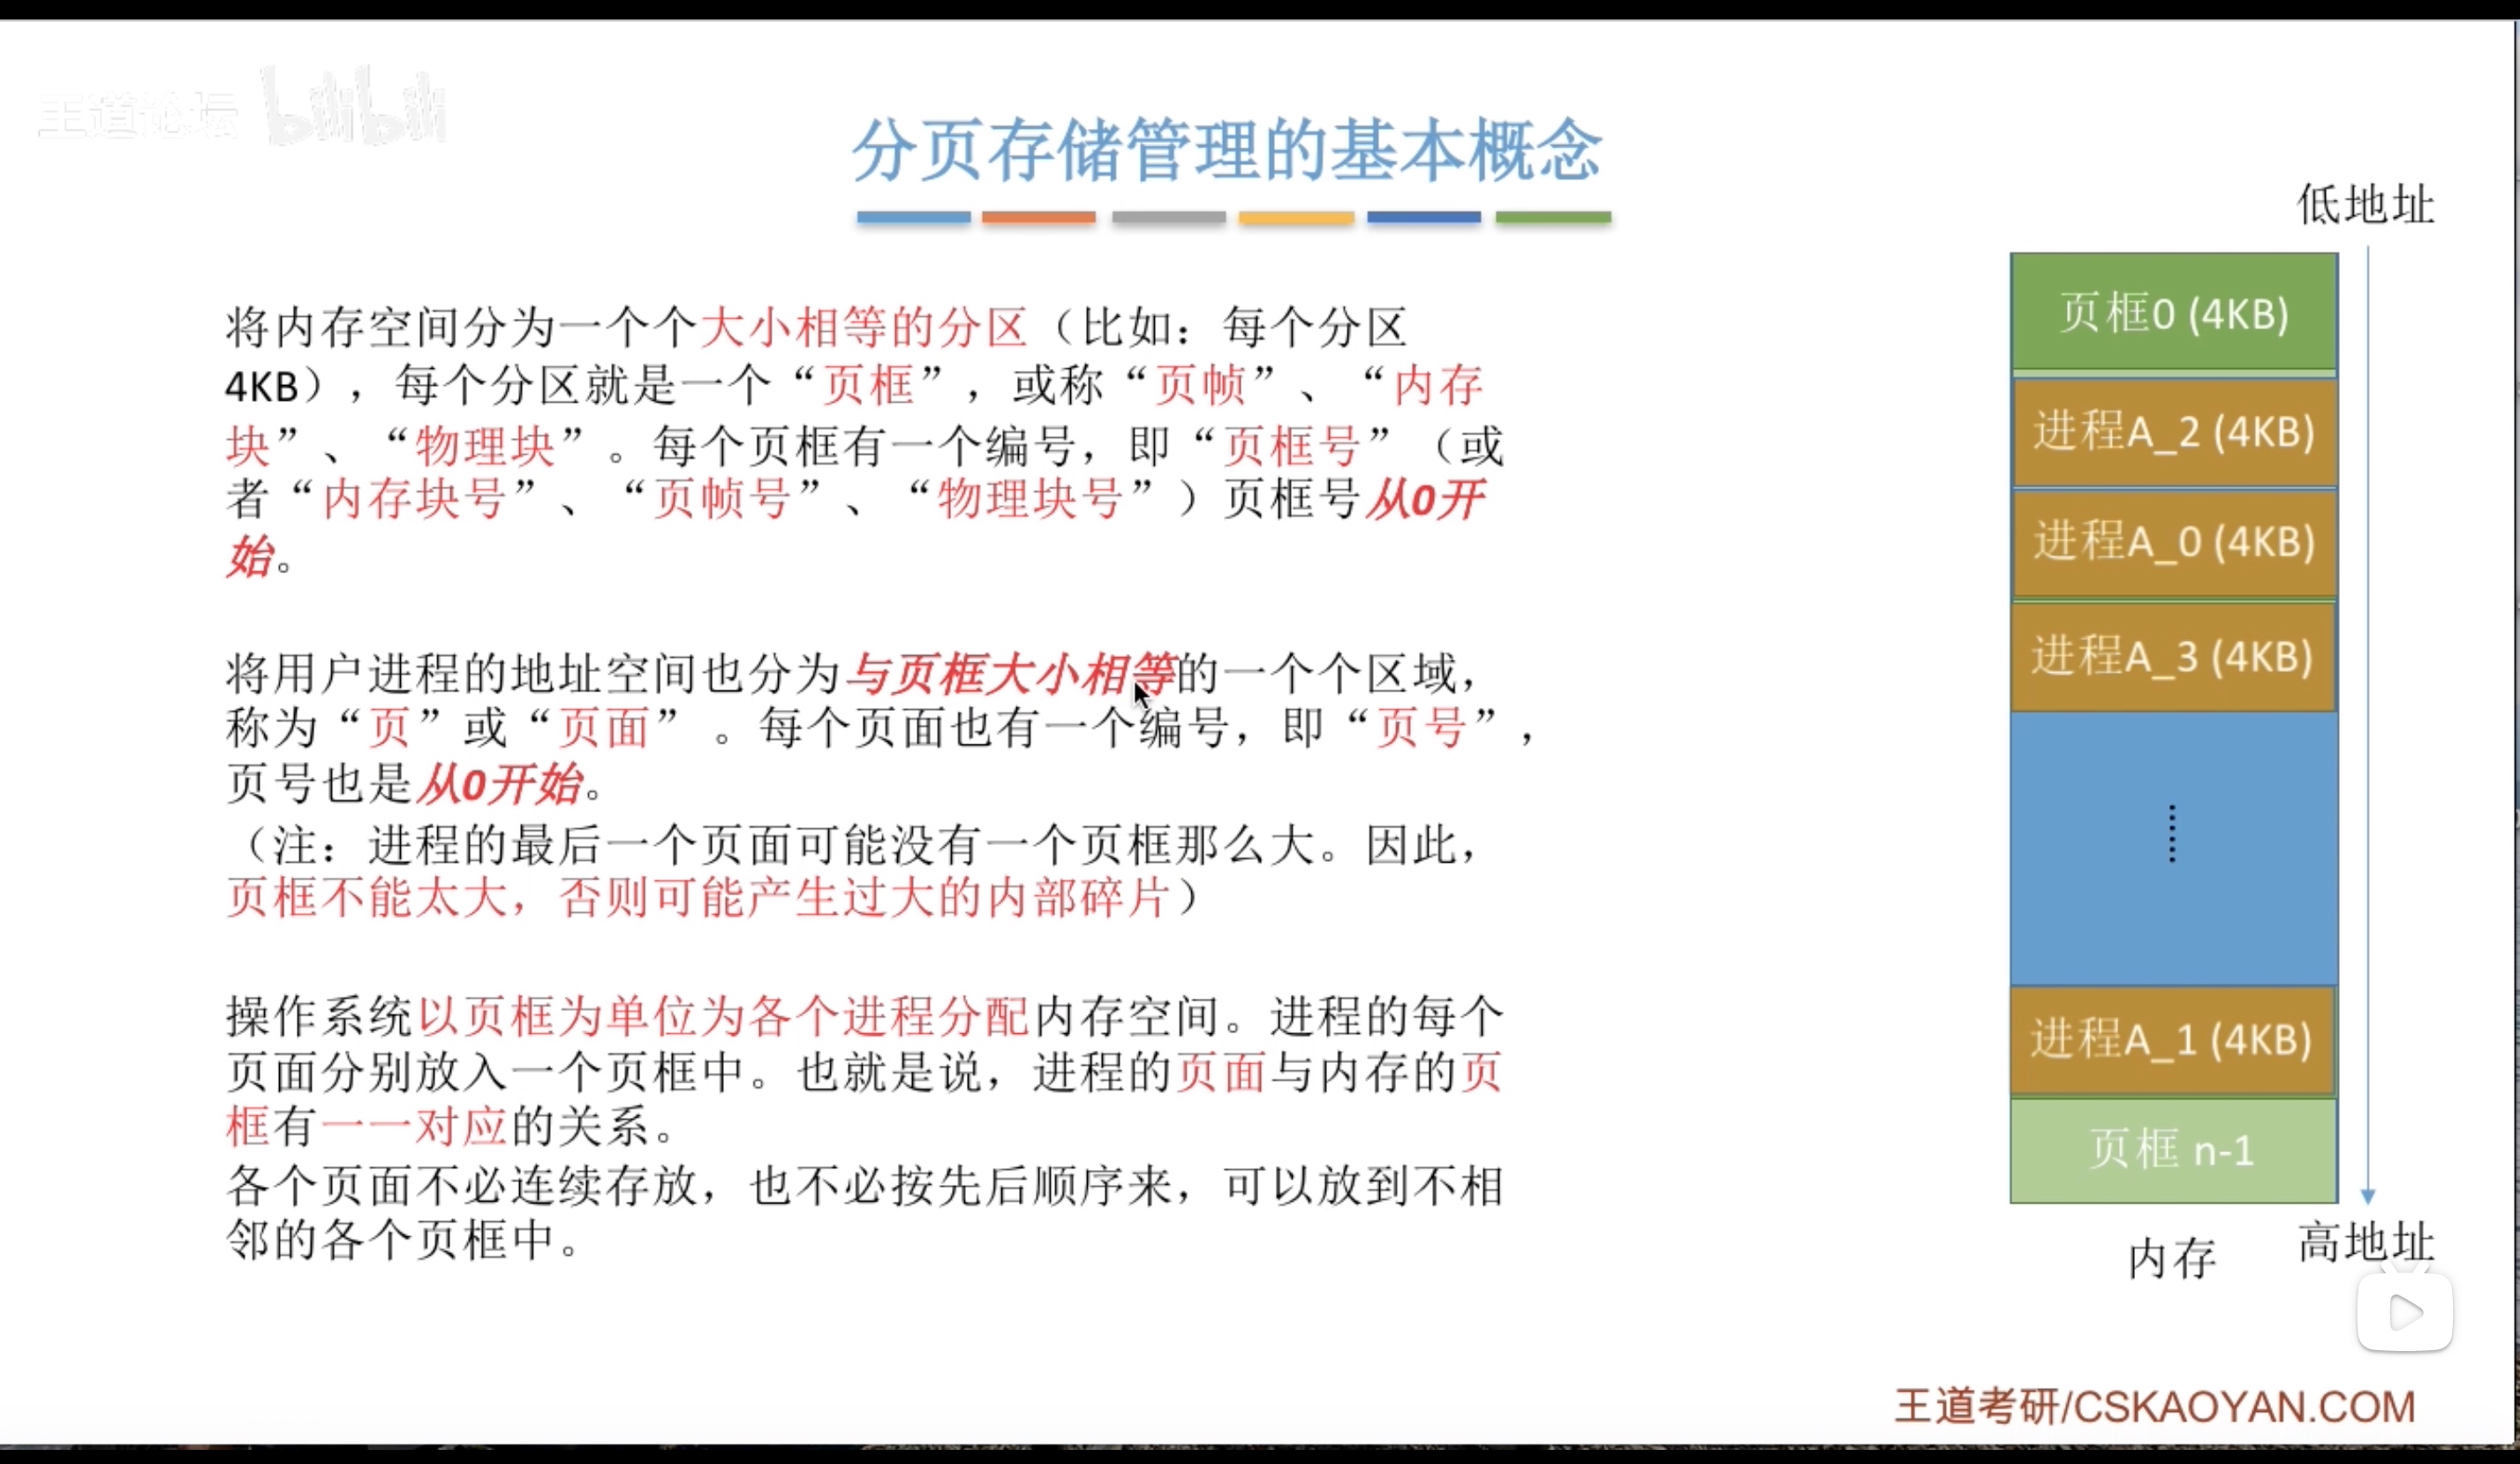 王道论坛 bilibili
分页存储管理的基本概念
低地址
将内存空间分为一个个大小相等的分区（比如：每个分区
4KB），每个分区就是一个“页框”，或称“页帧”、“内存
块”、“物理块”。每个页框有一个编号，即“页框号”（或
者“内存块号”、“页帧号”、“物理块号”）页框号从0开
始。
将用户进程的地址空间也分为与页框大小相等的一个个区域，
称为“页”或“页面”。每个页面也有一个编号，即“页号”，
页号也是从0开始。
（注：进程的最后一个页面可能没有一个页框那么大。因此，
页框不能太大，否则可能产生过大的内部碎片）
操作系统以页框为单位为各个进程分配内存空间。进程的每个
页面分别放入一个页框中。也就是说，进程的页面与内存的页
框有一一对应的关系。
各个页面不必连续存放，也不必按先后顺序来，可以放到不相
邻的各个页框中。
页框0 (4KB)
进程A_2 (4KB)
进程A_0 (4KB)
进程A_3 (4KB)
……
进程A_1 (4KB)
页框 n-1
内存
高地址
王道考研/CSKAOYAN.COM